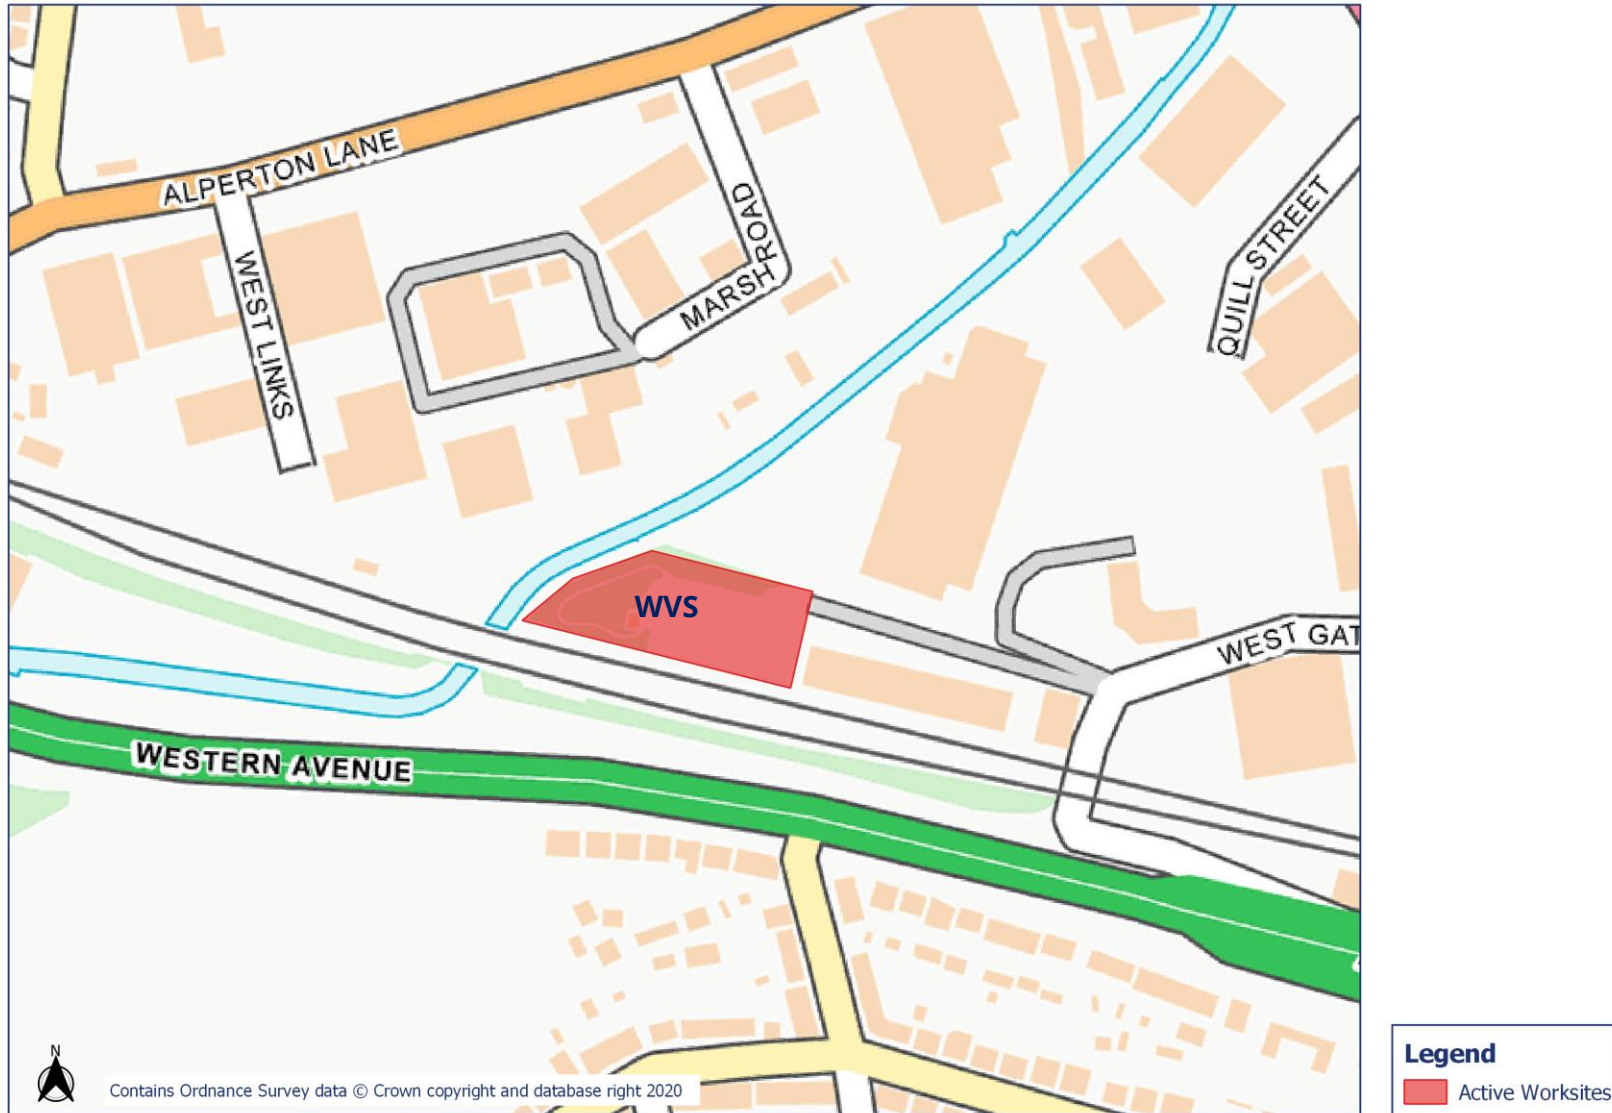 ALPERTON LANE
WEST LINKS
MARSH ROAD
QUILL STREET
WVS
WEST GAT
WESTERN AVENUE
N
Contains Ordnance Survey data © Crown copyright and database right 2020
Legend
Active Worksites